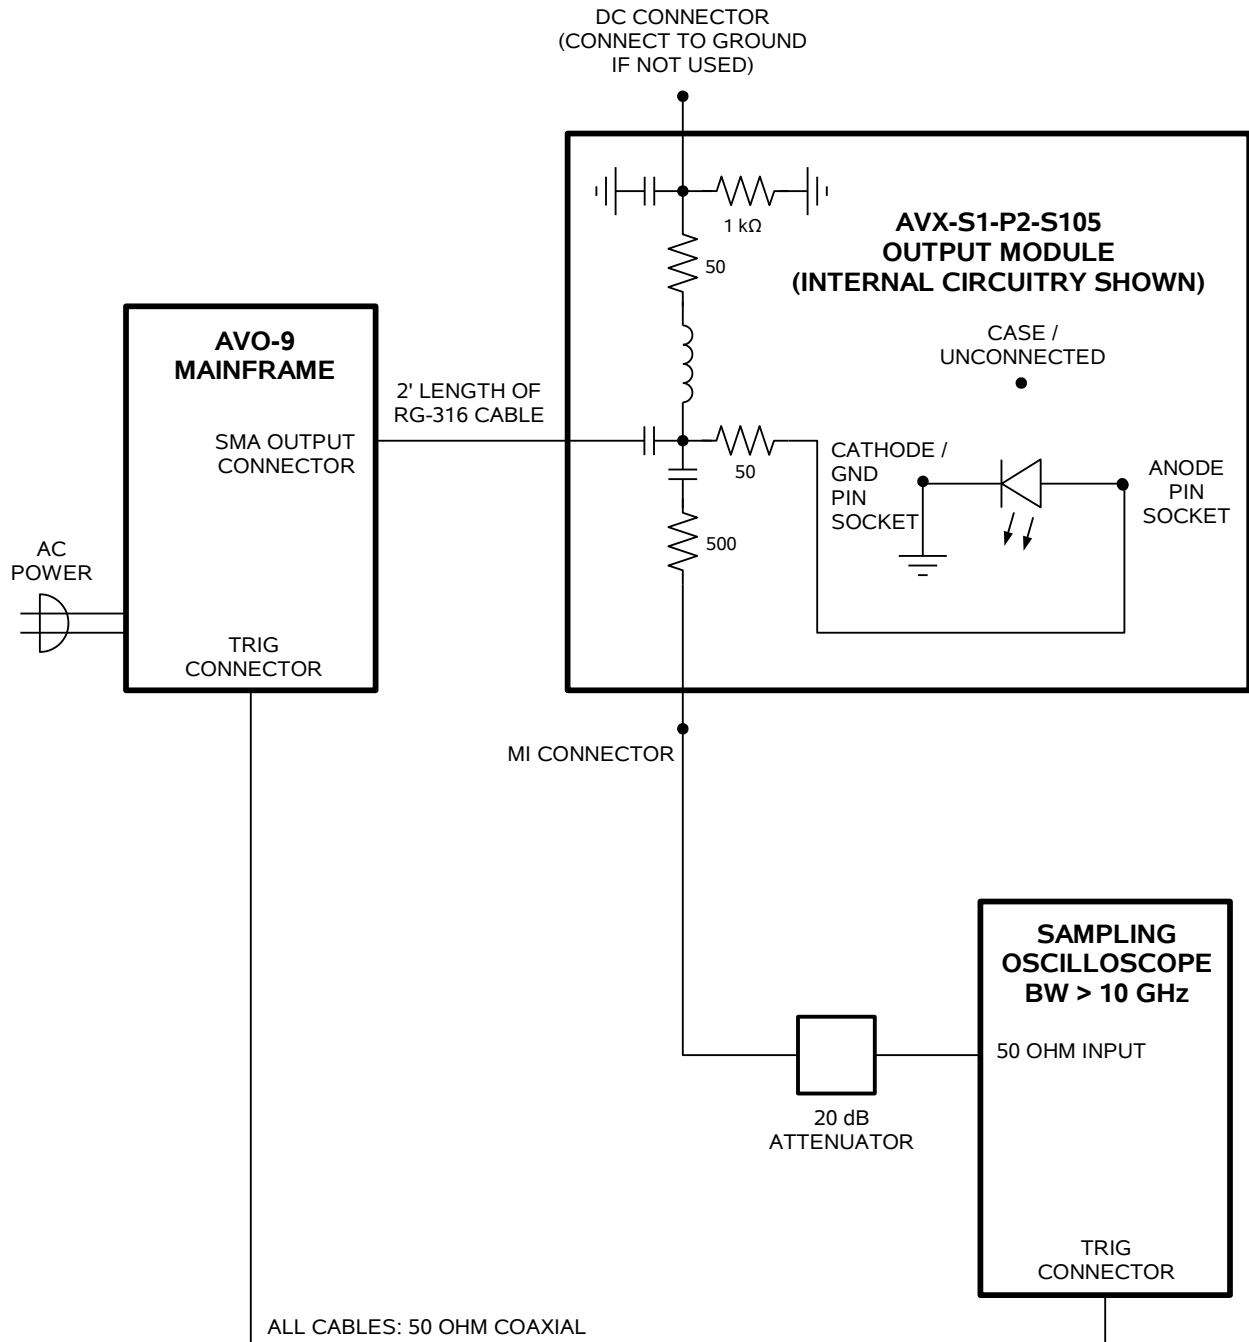 DC CONNECTOR
(CONNECT TO GROUND
IF NOT USED)
1 kΩ
50
AVX-S1-P2-S105
OUTPUT MODULE
(INTERNAL CIRCUITRY SHOWN)
AVO-9
MAINFRAME
SMA OUTPUT
CONNECTOR
2' LENGTH OF
RG-316 CABLE
CASE /
UNCONNECTED
50
CATHODE /
GND
PIN
SOCKET
ANODE
PIN
SOCKET
500
AC
POWER
TRIG
CONNECTOR
MI CONNECTOR
SAMPLING
OSCILLOSCOPE
BW > 10 GHz
50 OHM INPUT
20 dB
ATTENUATOR
TRIG
CONNECTOR
ALL CABLES: 50 OHM COAXIAL